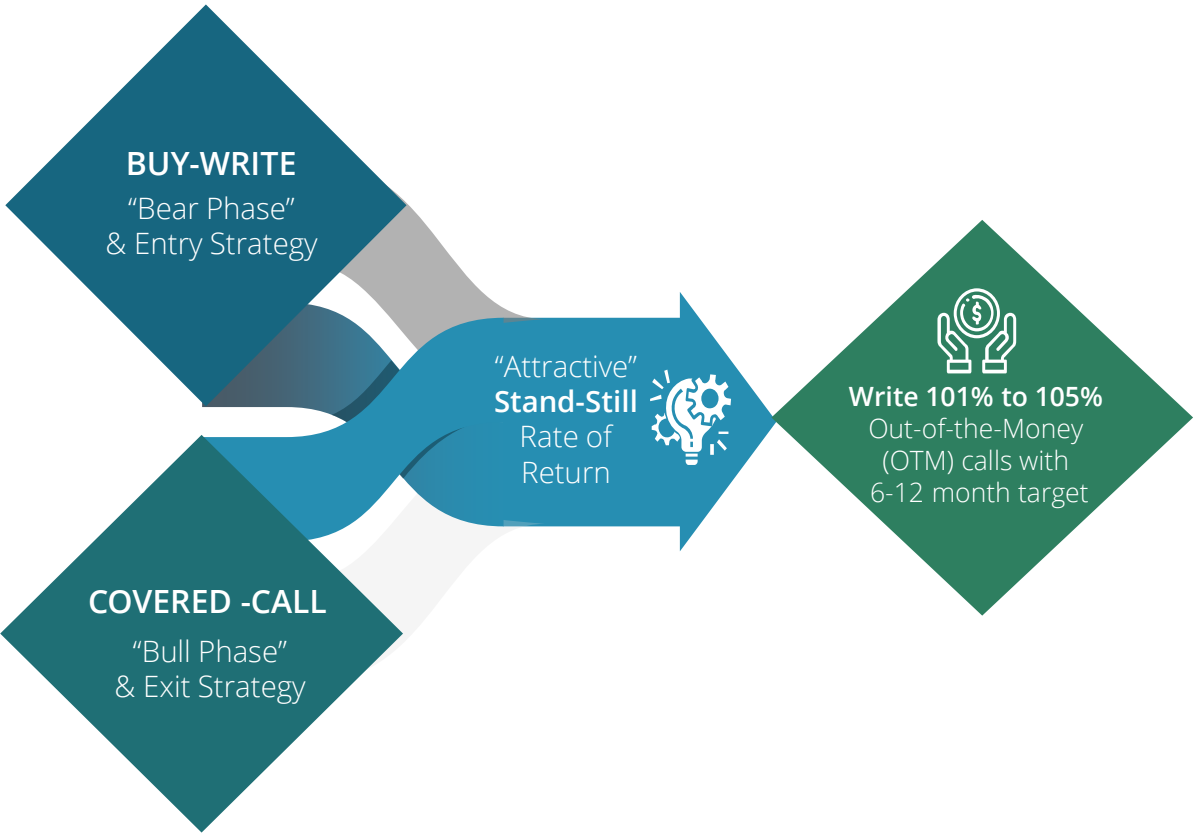 BUY-WRITE
“Bear Phase”
& Entry Strategy
“Attractive”
Stand-Still
Rate of
Return
$
Write 101% to 105%
Out-of-the-Money
(OTM) calls with
6-12 month target
COVERED -CALL
“Bull Phase”
& Exit Strategy